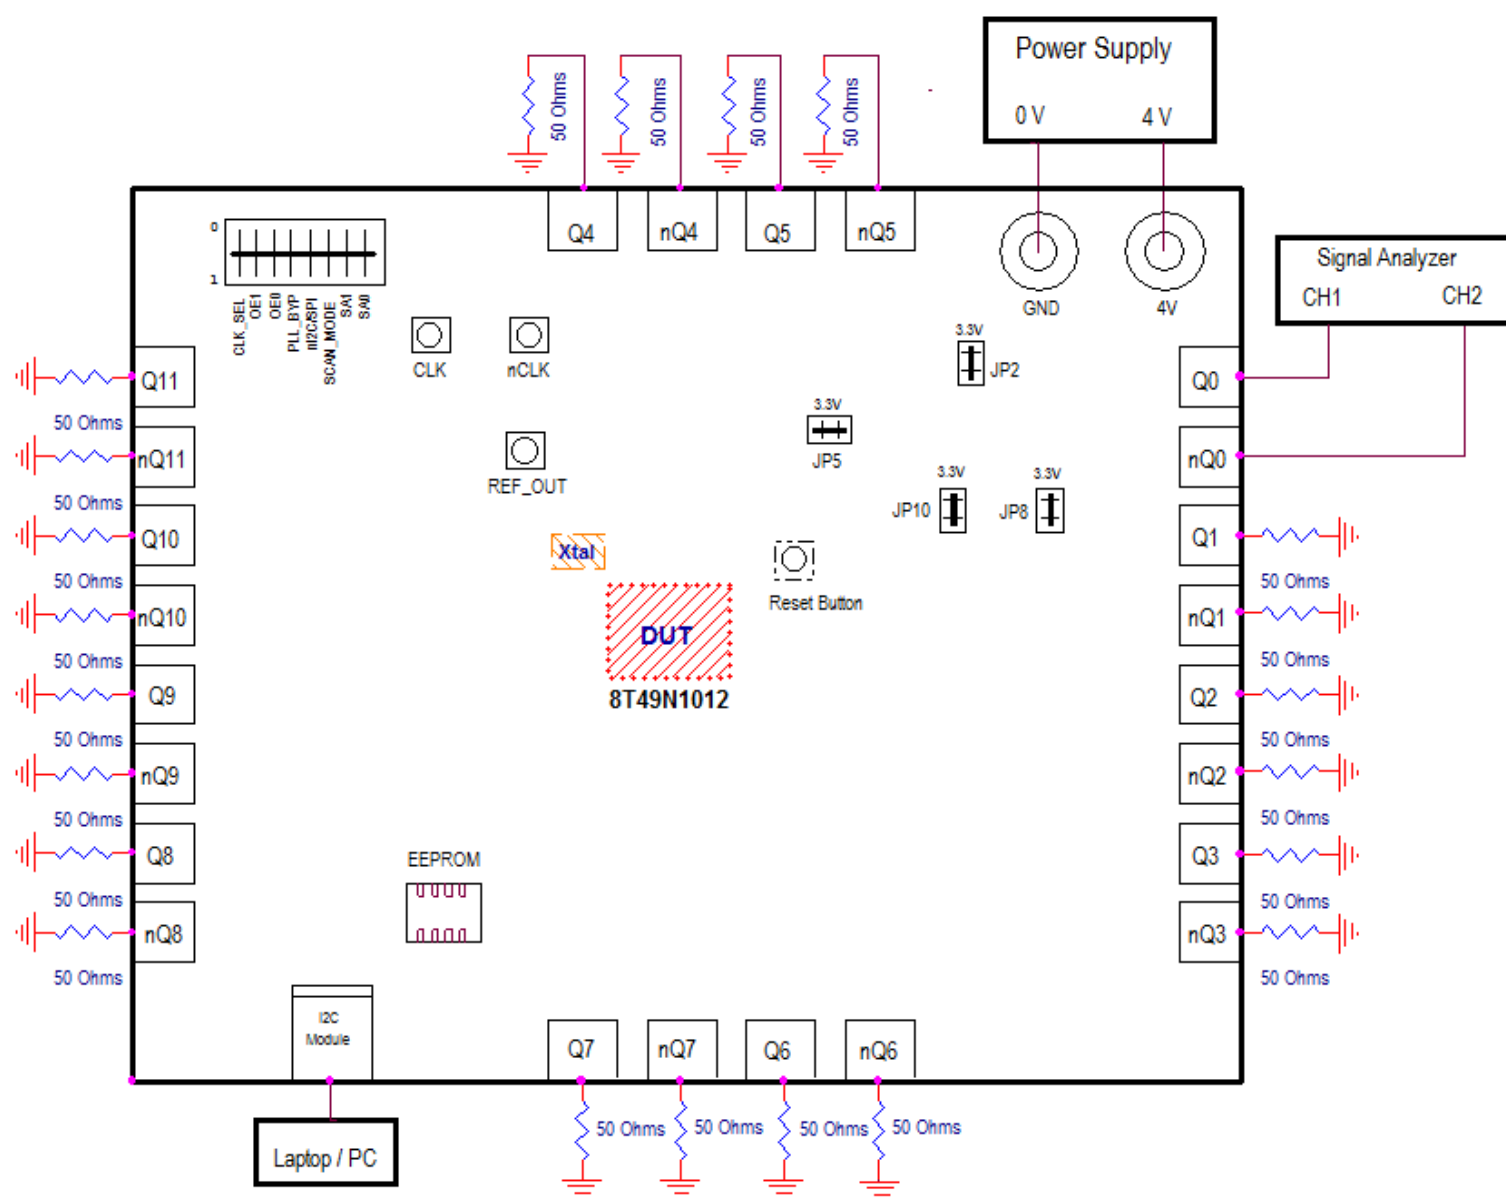 Power Supply
0 V 4 V
50 Ohms 50 Ohms 50 Ohms 50 Ohms
Q4 nQ4 Q5 nQ5
GND 4V
Signal Analyzer
CH1 CH2
0
1
CLK_SEL
OE1
OE0
PLL_BYP
nI2C/SPI
SCAN_MODE
SA1
SA0
CLK nCLK
REF_OUT
3.3V
JP2
3.3V
JP5
3.3V
JP10
3.3V
JP8
Xtal
Reset Button
DUT
8T49N1012
Q11
50 Ohms
nQ11
50 Ohms
Q10
50 Ohms
nQ10
50 Ohms
Q9
50 Ohms
nQ9
50 Ohms
Q8
50 Ohms
nQ8
50 Ohms
Q0
nQ0
Q1
50 Ohms
nQ1
50 Ohms
Q2
50 Ohms
nQ2
50 Ohms
Q3
50 Ohms
nQ3
50 Ohms
EEPROM
I2C
Module
Q7 nQ7 Q6 nQ6
50 Ohms 50 Ohms 50 Ohms 50 Ohms
Laptop / PC